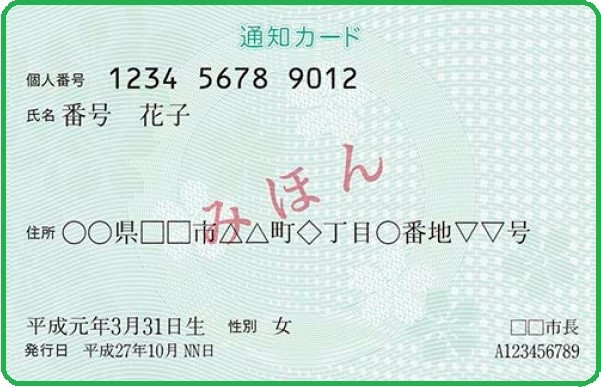 通知カード
個人番号 1234 5678 9012
氏名 番号 花子
みほん
住所 ○○県□□市△△町◇丁目○番地▽▽号
平成元年3月31日生 性別 女 □□市長
発行日 平成27年10月NN日 A123456789